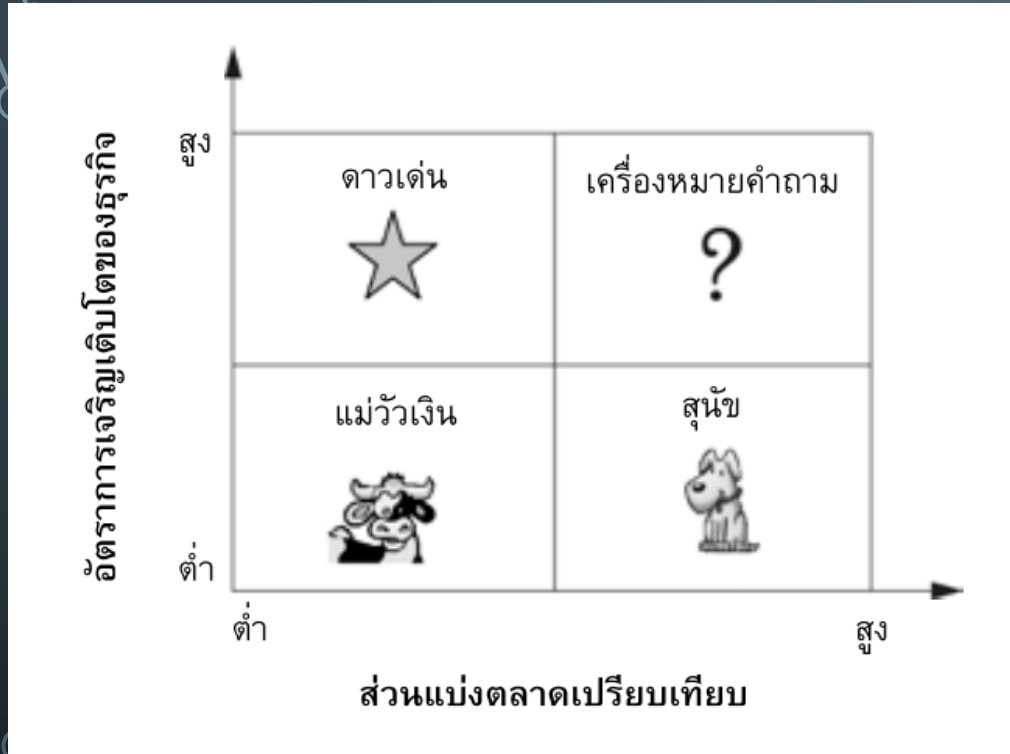 อัตราการเจริญเติบโตของธุรกิจ
สูง
ดาวเด่น
เครื่องหมายคำถาม
?
แม่วัวเงิน
สุนัข
ต่ำ
ต่ำ
สูง
ส่วนแบ่งตลาดเปรียบเทียบ